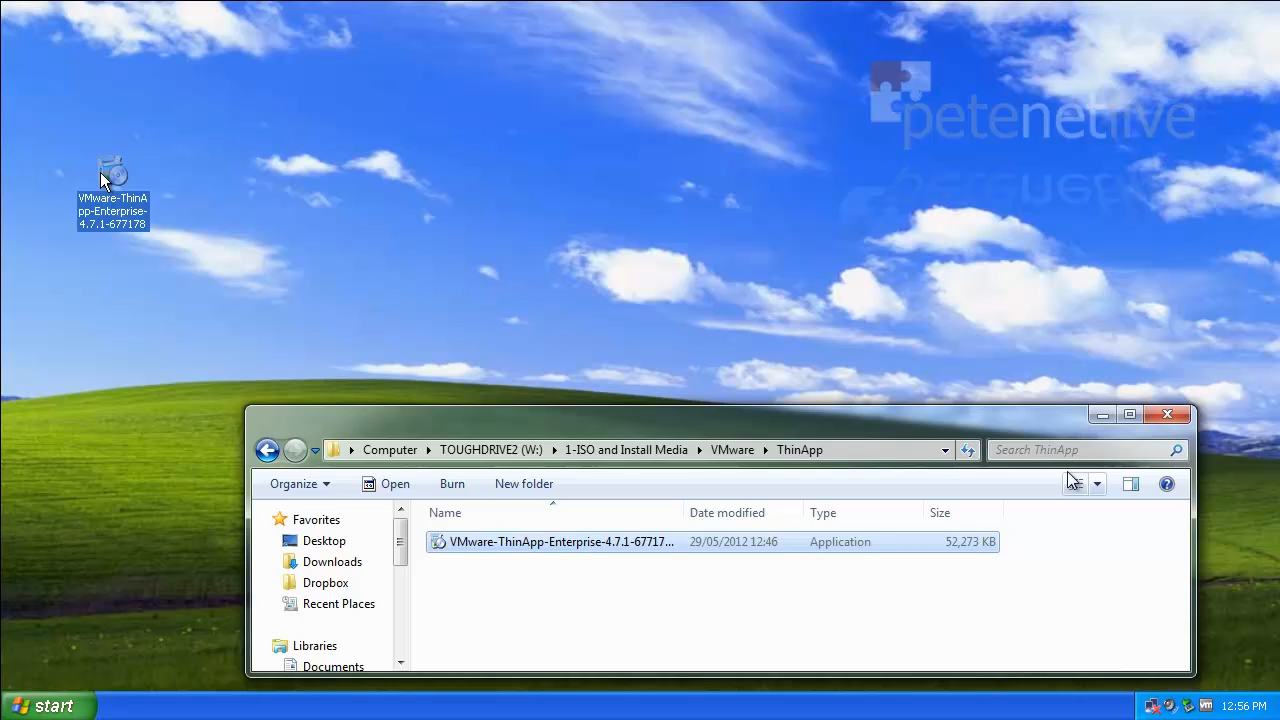 petenetlive
VMware-ThinA
pp-Enterprise-
4.7.1-677178
Computer
TOUGHDRIVE2 (W:)
1-ISO and Install Media
VMware
ThinApp
Search ThinApp
Organize
Open
Burn
New folder
Name
Date modified
Type
Size
Favorites
VMware-ThinApp-Enterprise-4.7.1-67717...
29/05/2012 12:46
Application
52,273 KB
Desktop
Downloads
Dropbox
Recent Places
Libraries
Documents
start
12:56 PM